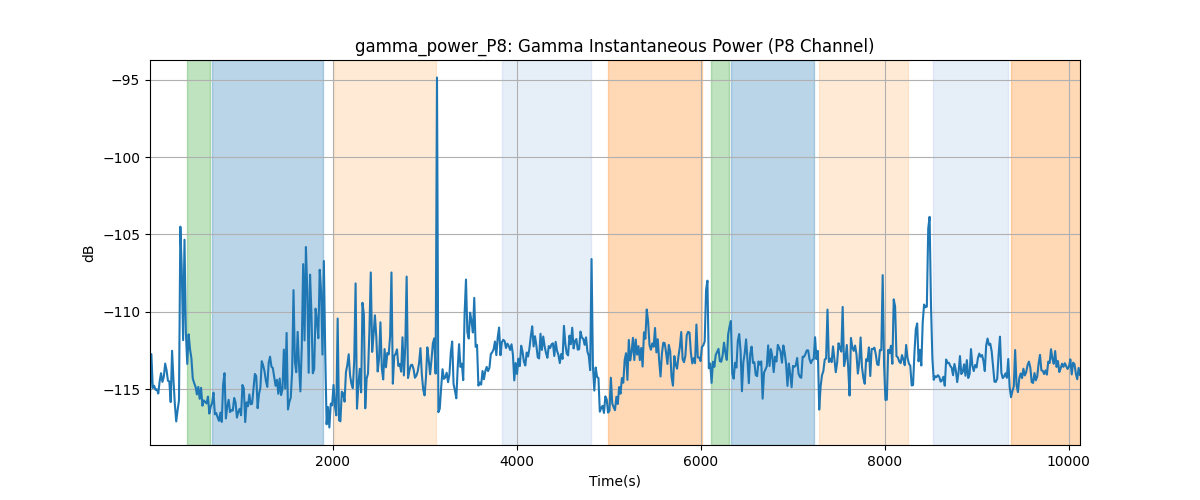 gamma_power_P8: Gamma Instantaneous Power (P8 Channel)
−95
−100
−105
−110
−115
dB
2000 4000 6000 8000 10000
Time(s)